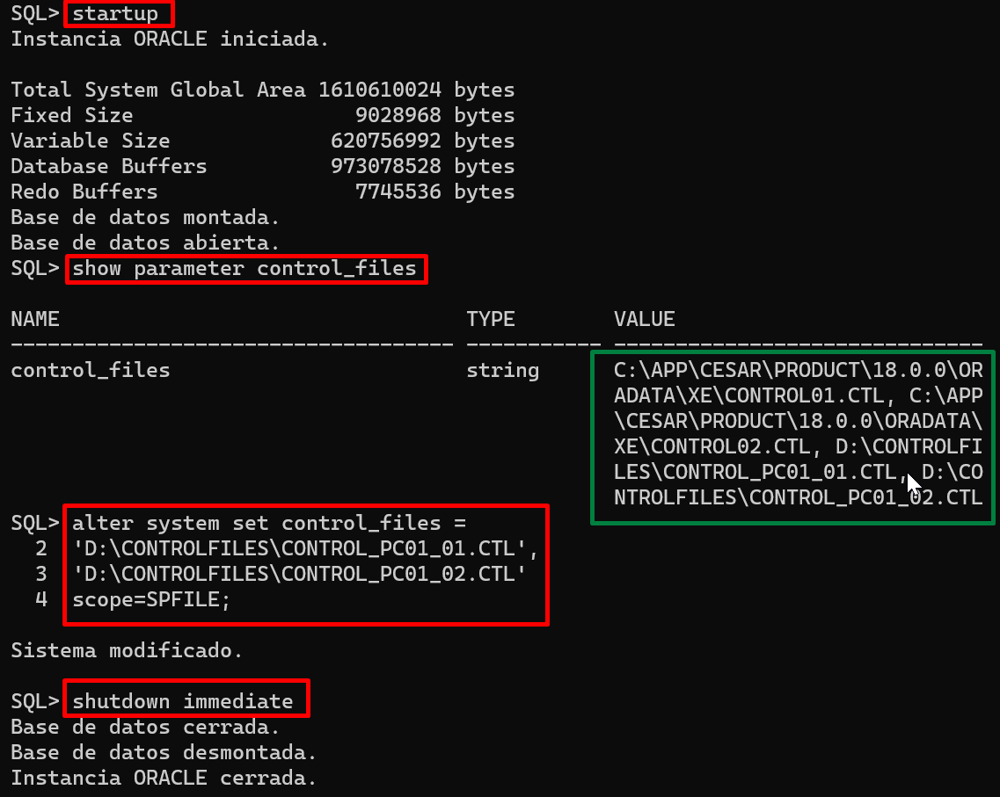 SQL> startup
Instancia ORACLE iniciada.
Total System Global Area 1610610024 bytes
Fixed Size                  9028968 bytes
Variable Size             620756992 bytes
Database Buffers          973078528 bytes
Redo Buffers                7745536 bytes
Base de datos montada.
Base de datos abierta.
SQL> show parameter control_files
NAME                                 TYPE        VALUE
------------------------------------ ----------- ------------------------------
control_files                        string      C:\APP\CESAR\PRODUCT\18.0.0\OR
                                                 ADATA\XE\CONTROL01.CTL, C:\APP
                                                 \CESAR\PRODUCT\18.0.0\ORADATA\
                                                 XE\CONTROL02.CTL, D:\CONTROLFI
                                                 LES\CONTROL_PC01_01.CTL, D:\CO
                                                 NTROLFILES\CONTROL_PC01_02.CTL
SQL> alter system set control_files =
  2  'D:\CONTROLFILES\CONTROL_PC01_01.CTL',
  3  'D:\CONTROLFILES\CONTROL_PC01_02.CTL'
  4  scope=SPFILE;
Sistema modificado.
SQL> shutdown immediate
Base de datos cerrada.
Base de datos desmontada.
Instancia ORACLE cerrada.